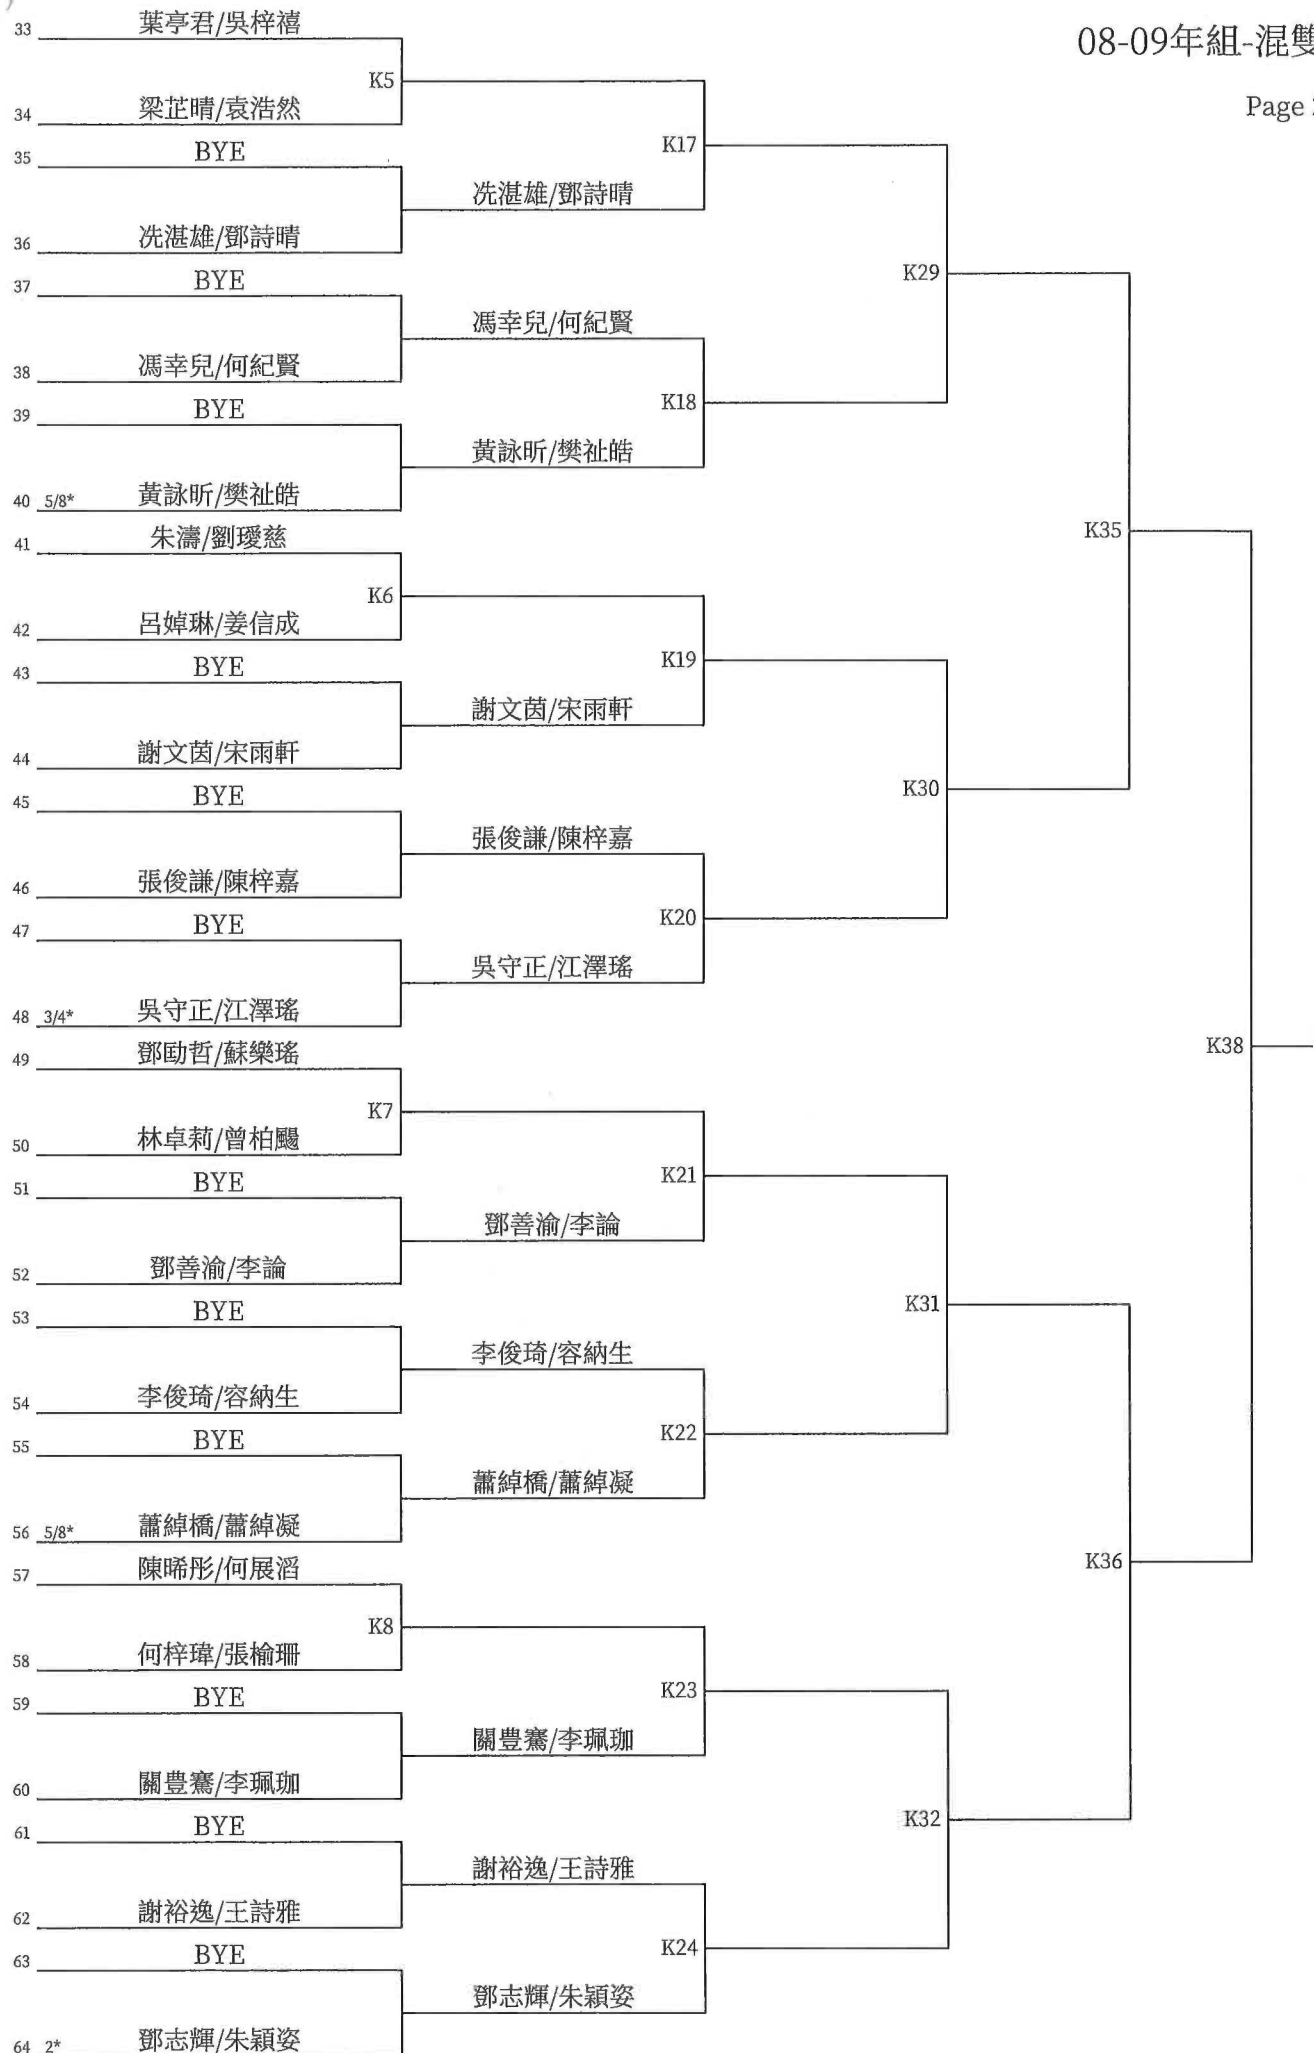 08-09年組-混雙
Page
33 葉亭君/吳梓禧
K5
34 梁芷晴/袁浩然
K17
35 BYE
冼湛雄/鄧詩晴
36 冼湛雄/鄧詩晴
K29
37 BYE
馮幸兒/何紀賢
38 馮幸兒/何紀賢
K18
39 BYE
黃詠昕/樊祉皓
40 5/8* 黃詠昕/樊祉皓
K35
41 朱濤/劉璦慈
K6
42 呂婥琳/姜信成
K19
43 BYE
謝文茵/宋雨軒
44 謝文茵/宋雨軒
K30
45 BYE
張俊謙/陳梓嘉
46 張俊謙/陳梓嘉
K20
47 BYE
吳守正/江澤瑤
48 3/4* 吳守正/江澤瑤
K38
49 鄧劻哲/蘇樂瑤
K7
50 林卓莉/曾柏颺
K21
51 BYE
鄧善渝/李論
52 鄧善渝/李論
K31
53 BYE
李俊琦/容納生
54 李俊琦/容納生
K22
55 BYE
蕭綽橋/蕭綽凝
56 5/8* 蕭綽橋/蕭綽凝
K36
57 陳晞彤/何展滔
K8
58 何梓瑋/張榆珊
K23
59 BYE
關豊騫/李珮珈
60 關豊騫/李珮珈
K32
61 BYE
謝裕逸/王詩雅
62 謝裕逸/王詩雅
K24
63 BYE
鄧志輝/朱穎姿
64 2* 鄧志輝/朱穎姿